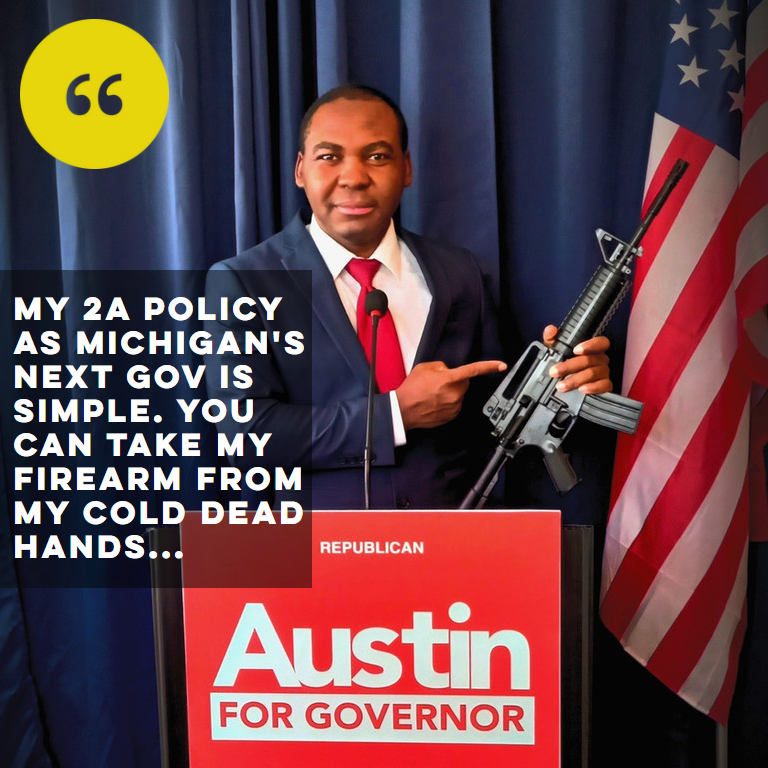 “
MY 2A POLICY
AS MICHIGAN'S
NEXT GOV IS
SIMPLE. YOU
CAN TAKE MY
FIREARM FROM
MY COLD DEAD
HANDS...
REPUBLICAN
Austin
FOR GOVERNOR